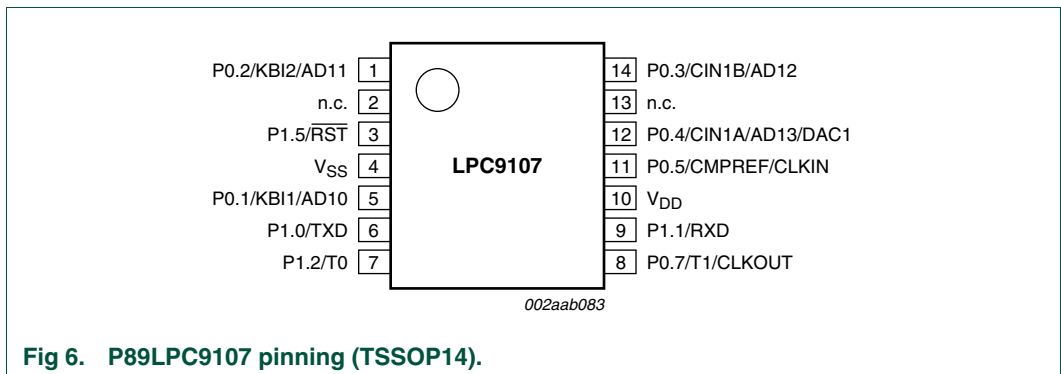 P0.2/KBI2/AD11 1 14 P0.3/CIN1B/AD12
n.c. 2 13 n.c.
P1.5/RST 3 12 P0.4/CIN1A/AD13/DAC1
VSS 4 LPC9107 11 P0.5/CMPREF/CLKIN
P0.1/KBI1/AD10 5 10 VDD
P1.0/TXD 6 9 P1.1/RXD
P1.2/T0 7 8 P0.7/T1/CLKOUT
002aab083
Fig 6. P89LPC9107 pinning (TSSOP14).